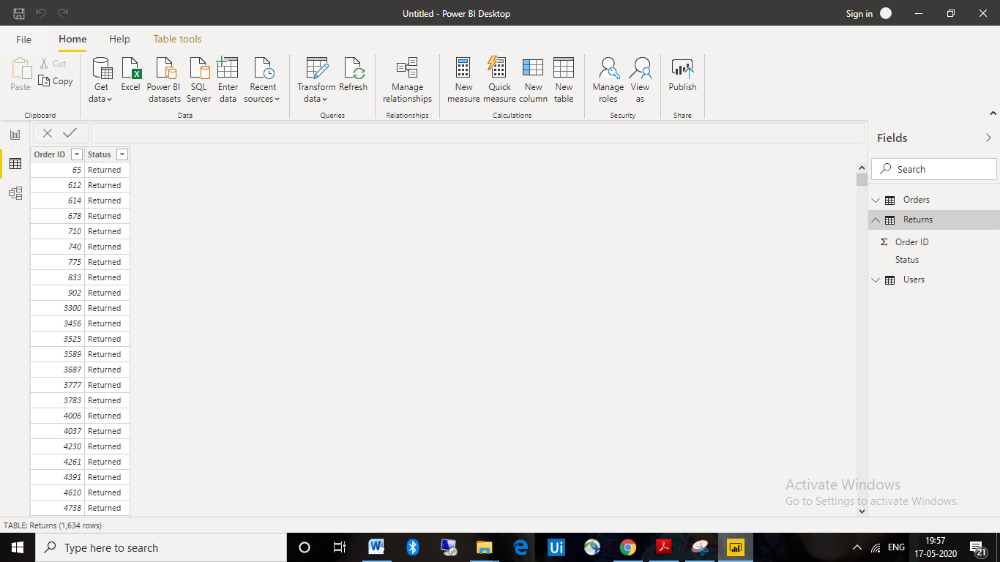 Untitled - Power BI Desktop
Sign in
File Home Help Table tools
Paste
Cut
Copy
Clipboard
Get data
Excel
Power BI datasets
SQL Server
Enter data
Recent sources
Data
Transform data
Refresh
Queries
Manage relationships
Relationships
New measure
Quick measure
New column
New table
Calculations
Manage roles
View as
Security
Publish
Share
Order ID Status
65 Returned
612 Returned
614 Returned
678 Returned
710 Returned
740 Returned
775 Returned
833 Returned
902 Returned
3300 Returned
3456 Returned
3525 Returned
3589 Returned
3687 Returned
3777 Returned
3783 Returned
4006 Returned
4037 Returned
4230 Returned
4261 Returned
4391 Returned
4610 Returned
4738 Returned
Fields
Search
Orders
Returns
Σ Order ID
Status
Users
Activate Windows
Go to Settings to activate Windows.
TABLE: Returns (1,634 rows)
Type here to search
W
Ui
ENG
19:57
17-05-2020
21